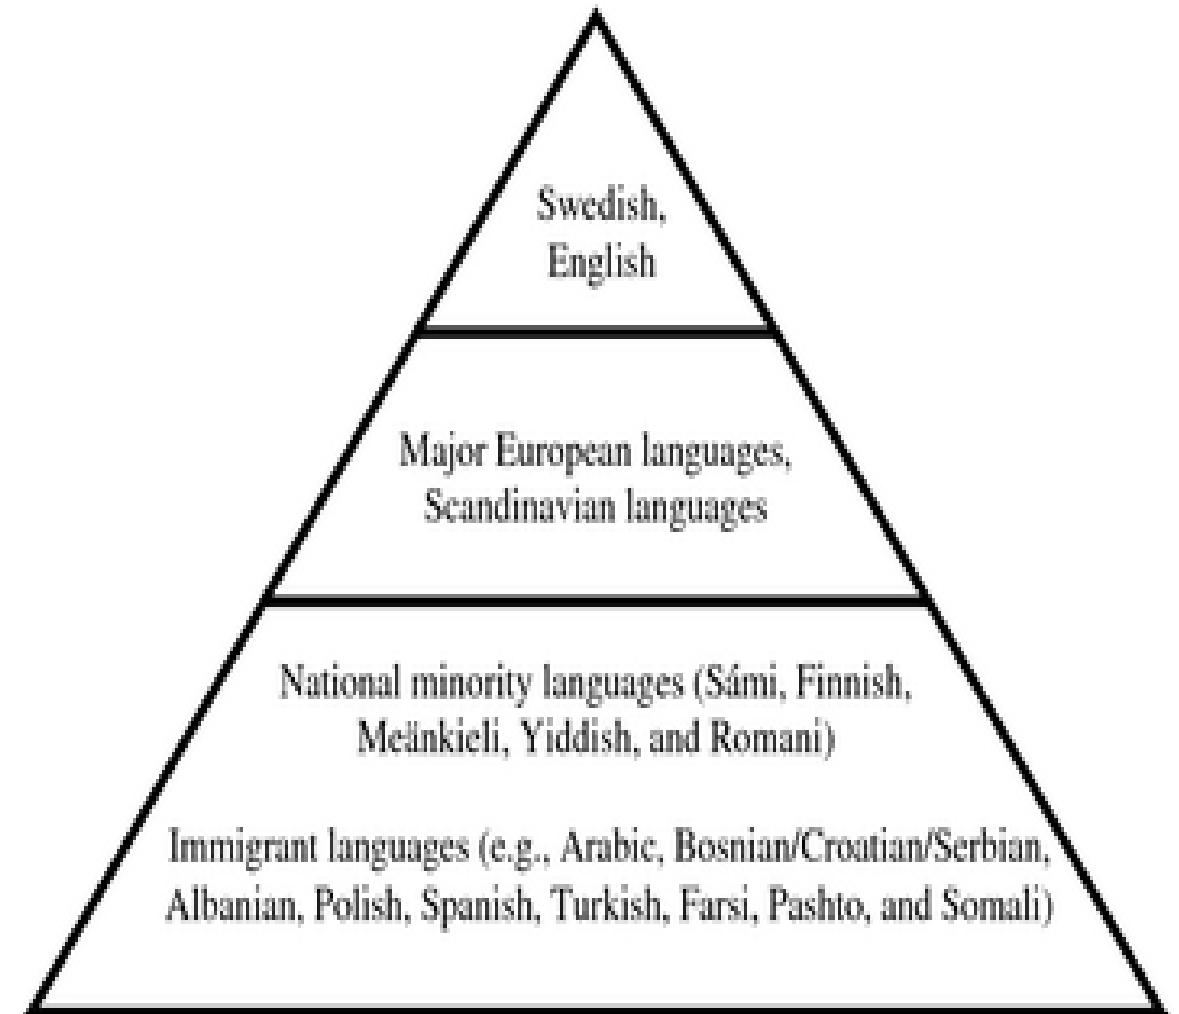 Swedish,
English
Major European languages,
Scandinavian languages
National minority languages (Sámi, Finnish,
Meänkieli, Yiddish, and Romani)
Immigrant languages (e.g., Arabic, Bosnian/Croatian/Serbian,
Albanian, Polish, Spanish, Turkish, Farsi, Pashto, and Somali)